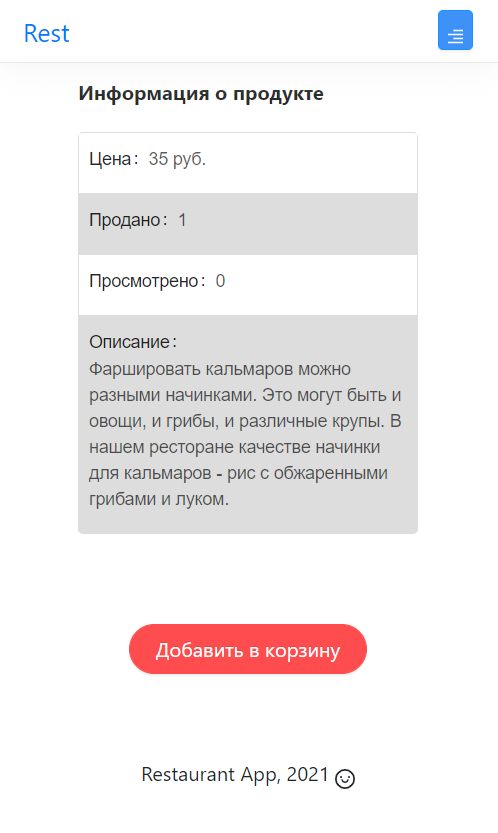 Rest
Информация о продукте
Цена: 35 руб.
Продано: 1
Просмотрено: 0
Описание:
Фаршировать кальмаров можно
разными начинками. Это могут быть и
овощи, и грибы, и различные крупы. В
нашем ресторане качестве начинки
для кальмаров - рис с обжаренными
грибами и луком.
Добавить в корзину
Restaurant App, 2021